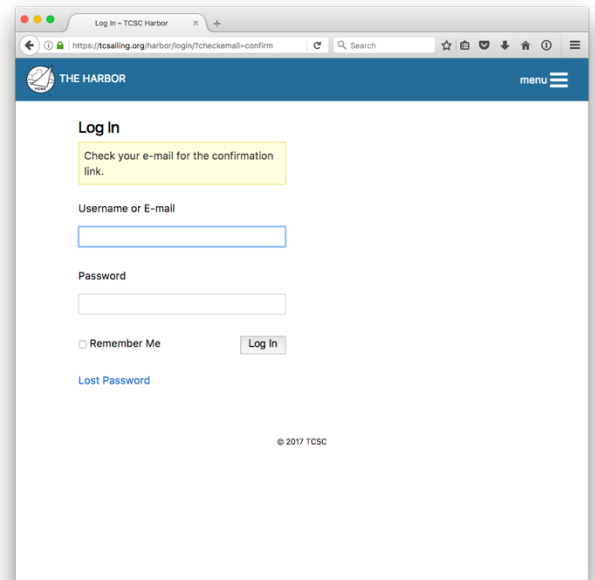 Log In – TCSC Harbor
https://tcsailing.org/harbor/login/?checkemail=confirm
Search
TCSC
THE HARBOR
menu
Log In
Check your e-mail for the confirmation
link.
Username or E-mail
Password
Remember Me
Log In
Lost Password
© 2017 TCSC